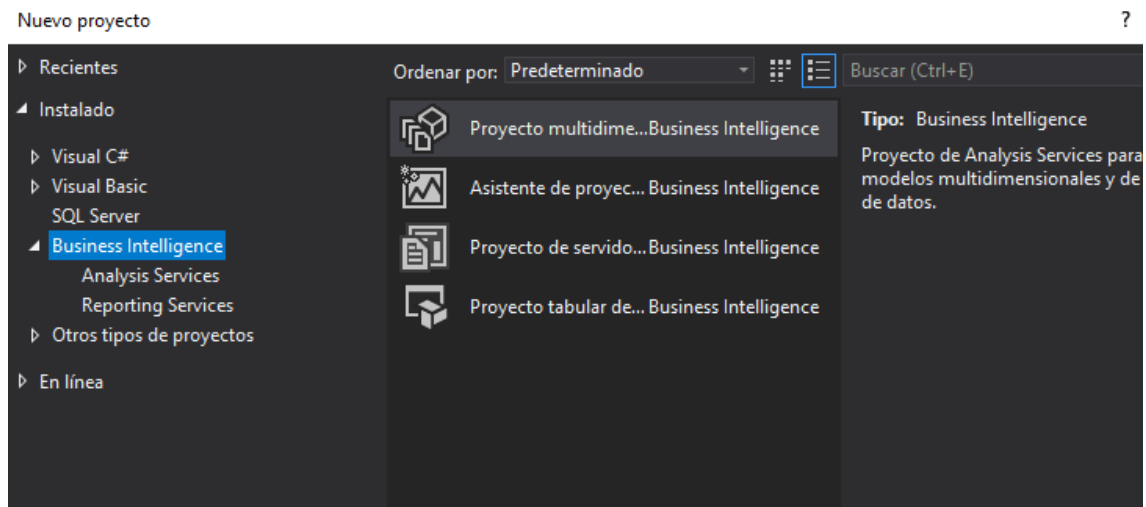 Nuevo proyecto
?
Recientes
Instalado
Visual C#
Visual Basic
SQL Server
Business Intelligence
Analysis Services
Reporting Services
Otros tipos de proyectos
En línea
Ordenar por: Predeterminado
Proyecto multidime...Business Intelligence
Asistente de proyec... Business Intelligence
Proyecto de servido... Business Intelligence
Proyecto tabular de... Business Intelligence
Buscar (Ctrl+E)
Tipo: Business Intelligence
Proyecto de Analysis Services para
modelos multidimensionales y de
de datos.